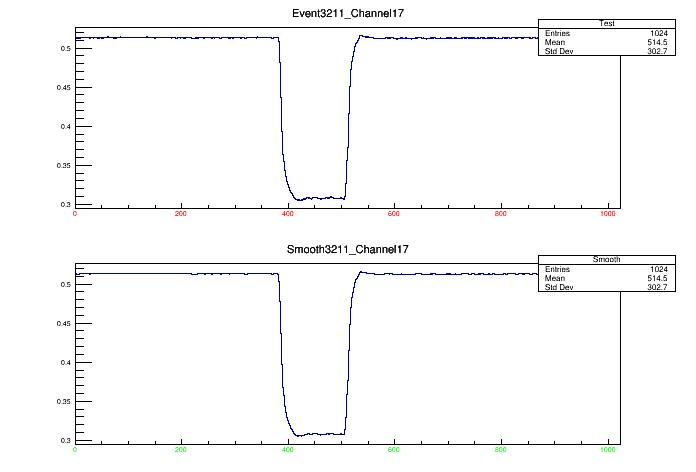 Event3211_Channel17
Test
Entries 1024
Mean 514.5
Std Dev 302.7
0.5
0.45
0.4
0.35
0.3
0 200 400 600 800 1000
Smooth3211_Channel17
Smooth
Entries 1024
Mean 514.5
Std Dev 302.7
0.5
0.45
0.4
0.35
0.3
0 200 400 600 800 1000